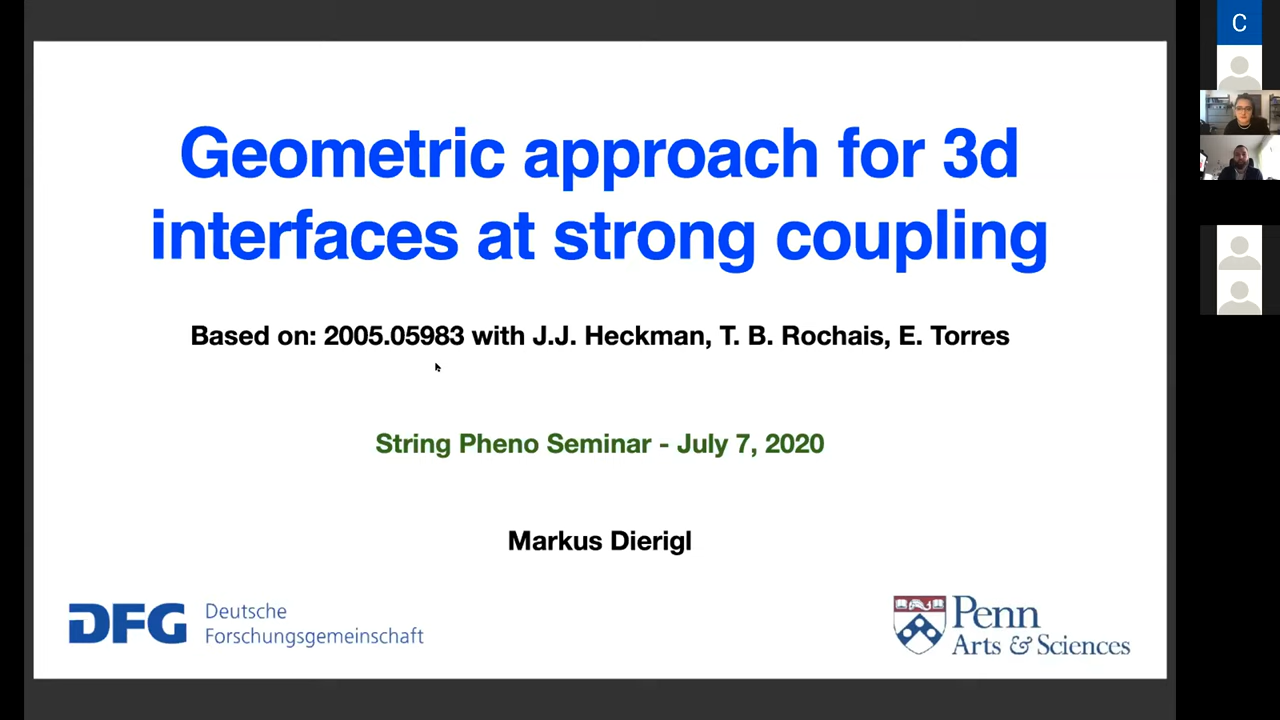 Geometric approach for 3d
interfaces at strong coupling
Based on: 2005.05983 with J.J. Heckman, T. B. Rochais, E. Torres
String Pheno Seminar - July 7, 2020
Markus Dierigl
DFG Deutsche
Forschungsgemeinschaft
Penn
Arts & Sciences
C